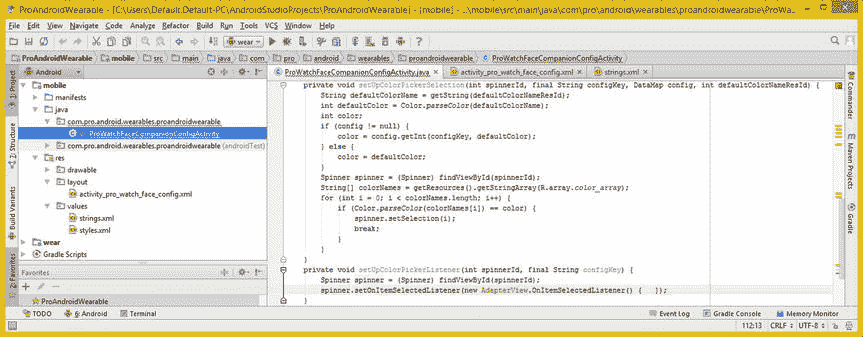 ProAndroidWearable - [C:\Users\Default.Default-PC\AndroidStudioProjects\ProAndroidWearable] - [mobile] - ...\mobile\src\main\java\com\pro\android\wearables\proandroidwearable\ProWa...
File Edit View Navigate Code Analyze Refactor Build Run Tools VCS Window Help
wear
ProAndroidWearable mobile src main java com pro android wearables proandroidwearable ProWatchFaceCompanionConfigActivity
Android
ProWatchFaceCompanionConfigActivity.java activity_pro_watch_face_config.xml strings.xml
1: Project
Z: Structure
Build Variants
2: Favorites
mobile
manifests
java
com.pro.android.wearables.proandroidwearable
ProWatchFaceCompanionConfigActivity
com.pro.android.wearables.proandroidwearable (androidTest)
res
drawable
layout
activity_pro_watch_face_config.xml
values
strings.xml
styles.xml
wear
Gradle Scripts
Favorites
ProAndroidWearable
private void setUpColorPickerSelection(int spinnerId, final String configKey, DataMap config, int defaultColorNameResId) {
String defaultColorName = getString(defaultColorNameResId);
int defaultColor = Color.parseColor(defaultColorName);
int color;
if (config != null) {
color = config.getInt(configKey, defaultColor);
} else {
color = defaultColor;
}
Spinner spinner = (Spinner) findViewById(spinnerId);
String[] colorNames = getResources().getStringArray(R.array.color_array);
for (int i = 0; i < colorNames.length; i++) {
if (Color.parseColor(colorNames[i]) == color) {
spinner.setSelection(i);
break;
}
}
}
private void setUpColorPickerListener(int spinnerId, final String configKey) {
Spinner spinner = (Spinner) findViewById(spinnerId);
spinner.setOnItemSelectedListener(new AdapterView.OnItemSelectedListener() { });
}
Commander
Maven Projects
Gradle
TODO 6: Android Terminal Event Log Gradle Console Memory Monitor
112:13 CRLF UTF-8